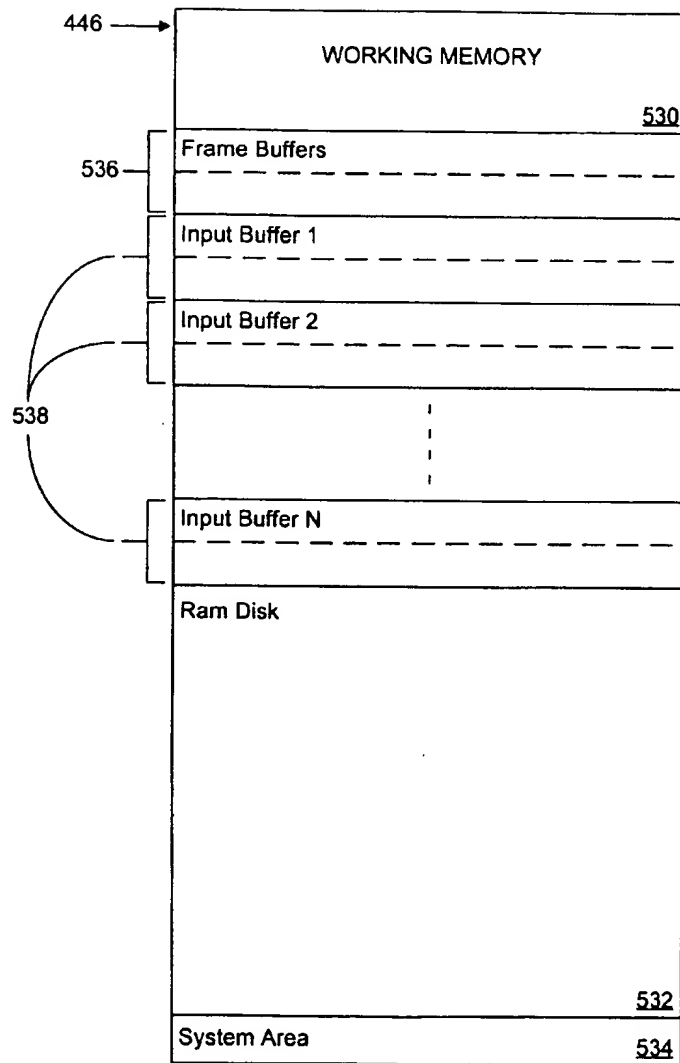 446
WORKING MEMORY
530
536
Frame Buffers
Input Buffer 1
Input Buffer 2
538
Input Buffer N
Ram Disk
532
System Area
534